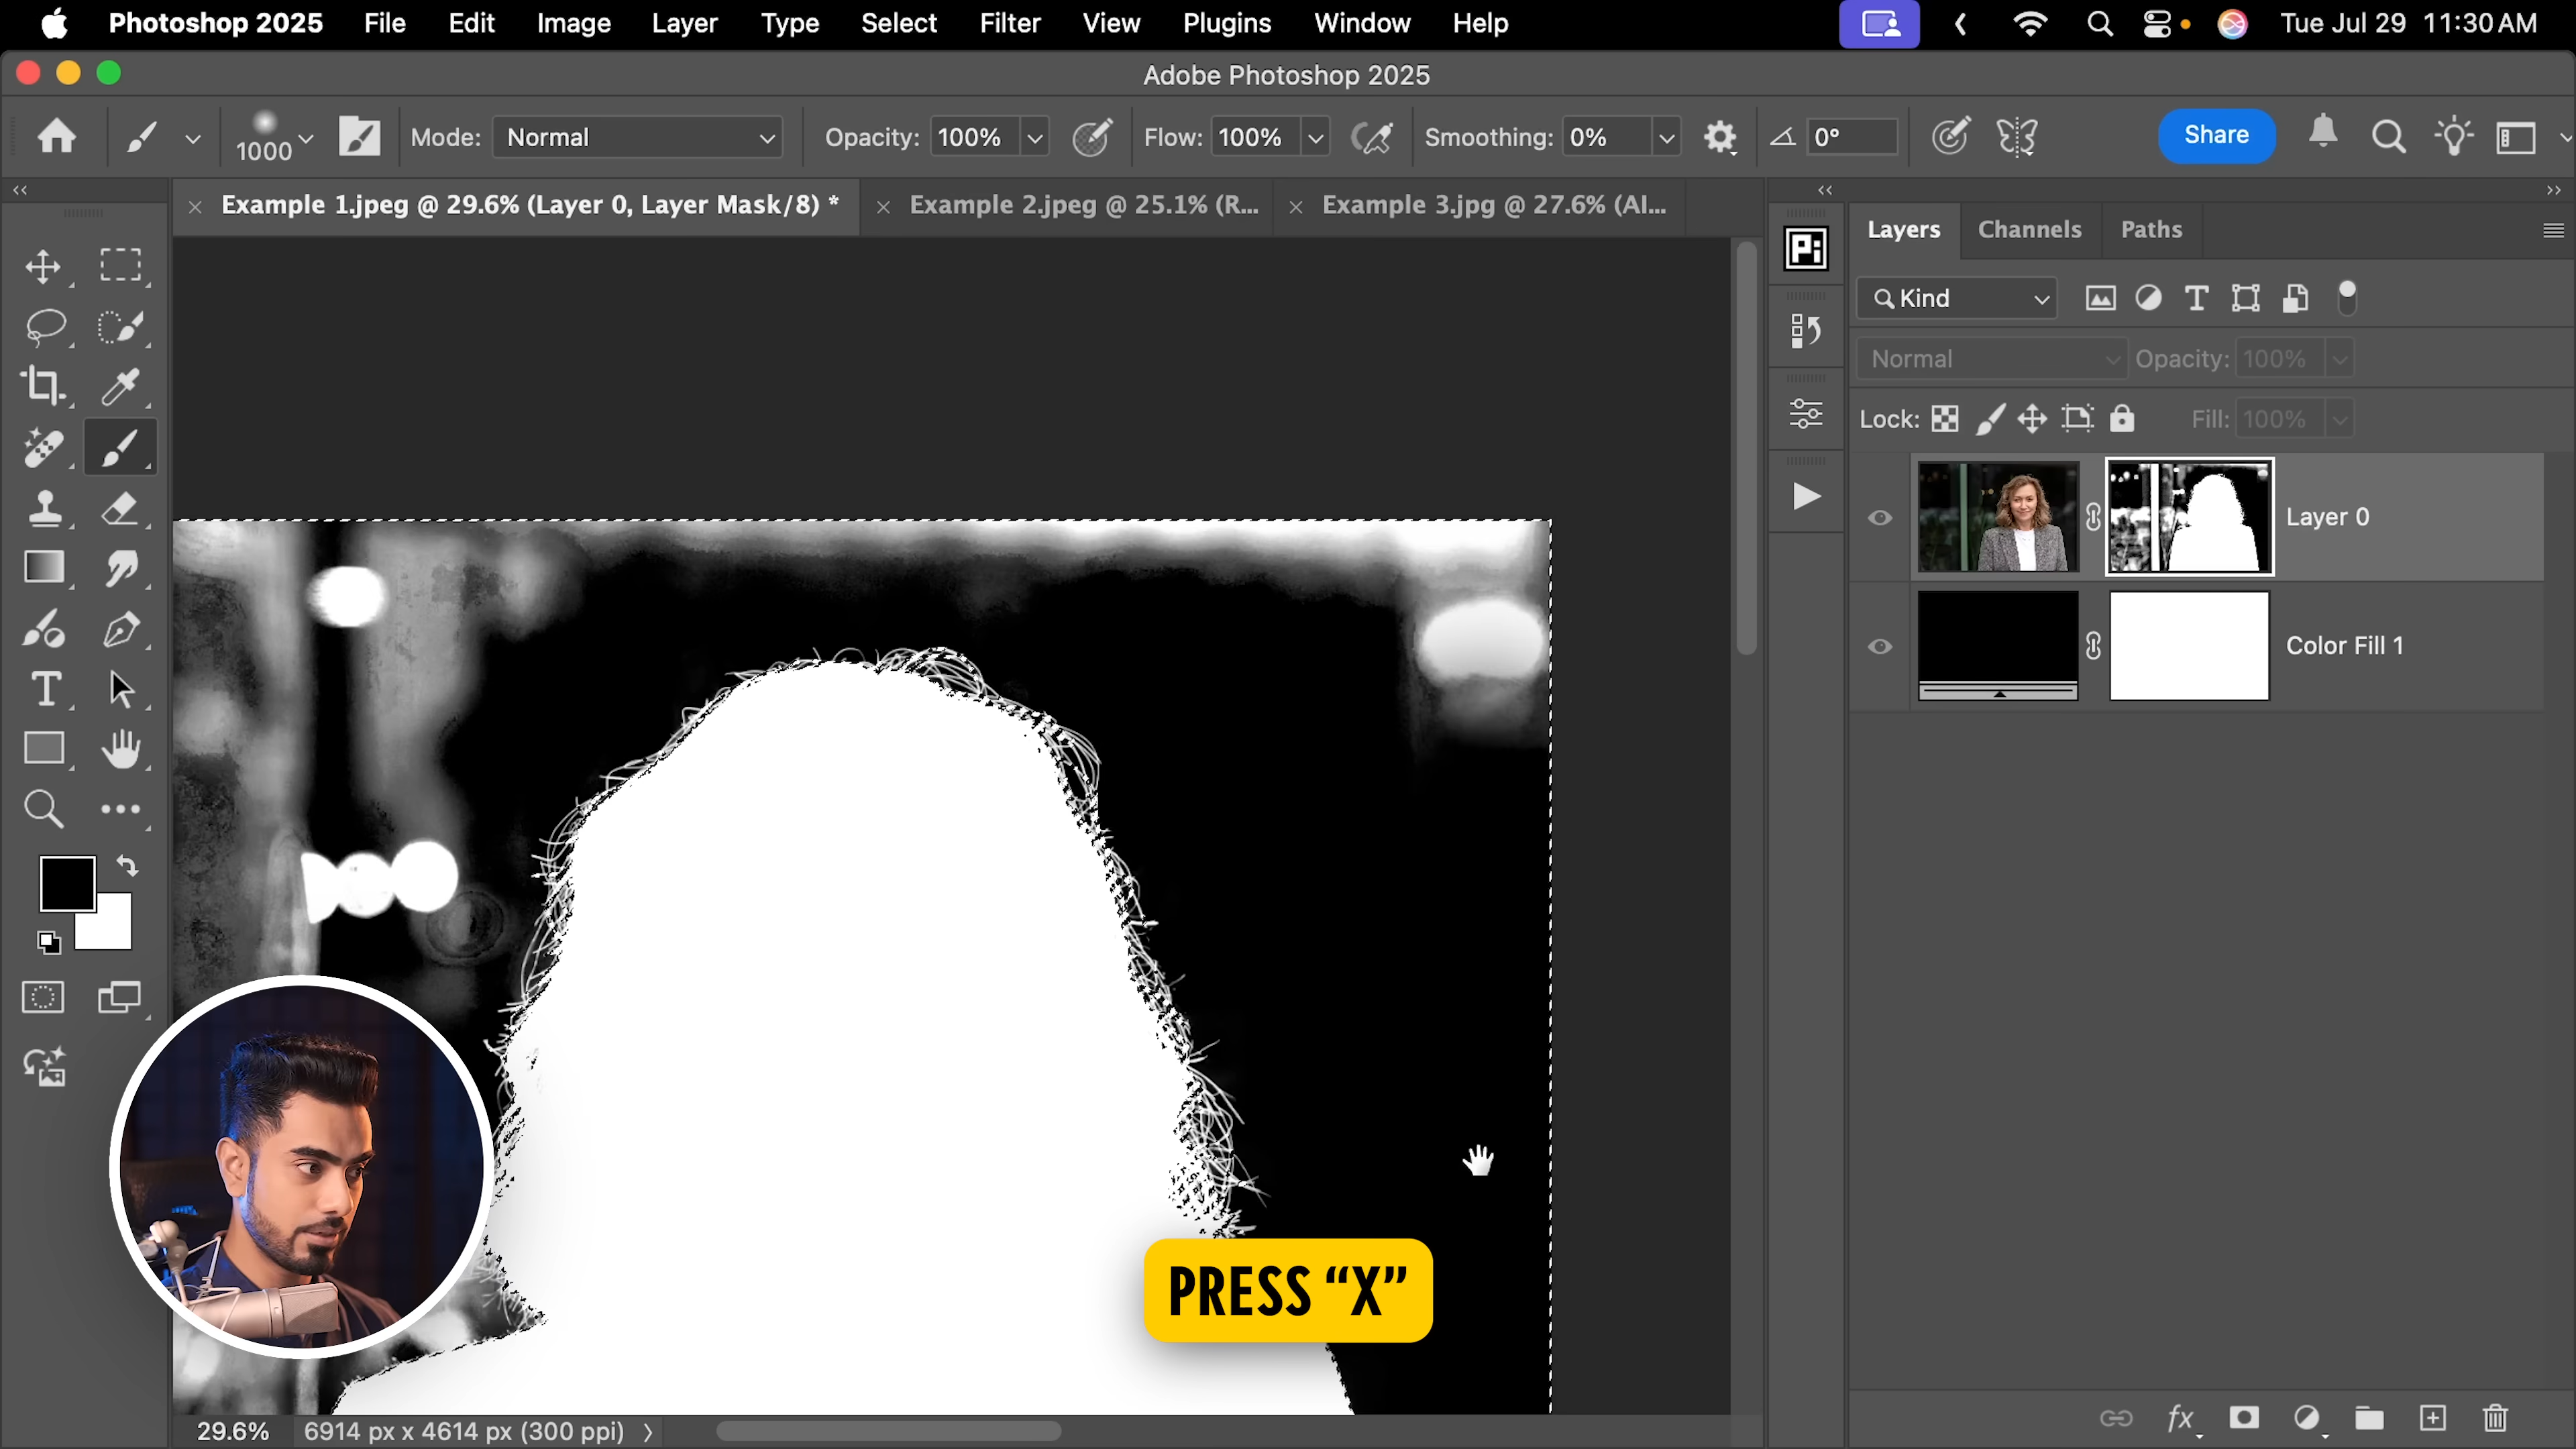 Photoshop 2025 File Edit Image Layer Type Select Filter View Plugins Window Help Tue Jul 29 11:30 AM
Adobe Photoshop 2025
1000 Mode: Normal Opacity: 100% Flow: 100% Smoothing: 0% 0° Share
Example 1.jpeg @ 29.6% (Layer 0, Layer Mask/8) * Example 2.jpeg @ 25.1% (R... Example 3.jpg @ 27.6% (AI...
Layers Channels Paths
Pi
Kind
Normal Opacity: 100%
Lock: Fill: 100%
Layer 0
Color Fill 1
PRESS “X”
29.6% 6914 px x 4614 px (300 ppi)
fx